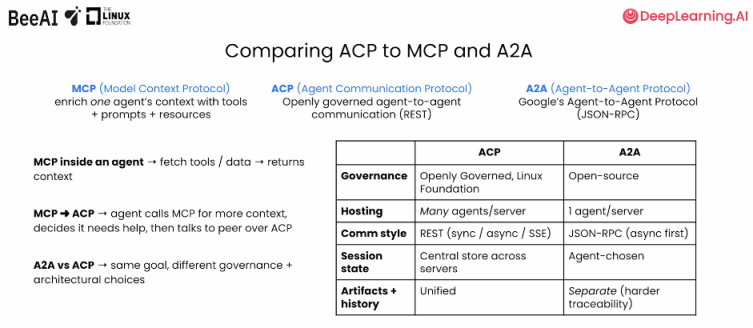 BeeAI THE LINUX FOUNDATION
DeepLearning.AI
Comparing ACP to MCP and A2A
MCP (Model Context Protocol)
enrich one agent's context with tools
+ prompts + resources
ACP (Agent Communication Protocol)
Openly governed agent-to-agent
communication (REST)
A2A (Agent-to-Agent Protocol)
Google's Agent-to-Agent Protocol
(JSON-RPC)
MCP inside an agent → fetch tools / data → returns
context
MCP ➜ ACP → agent calls MCP for more context,
decides it needs help, then talks to peer over ACP
A2A vs ACP → same goal, different governance +
architectural choices
ACP A2A
Governance Openly Governed, Linux Foundation Open-source
Hosting Many agents/server 1 agent/server
Comm style REST (sync / async / SSE) JSON-RPC (async first)
Session state Central store across servers Agent-chosen
Artifacts + history Unified Separate (harder traceability)